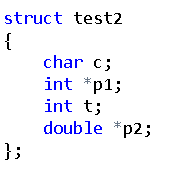 struct test2
{
    char c;
    int *p1;
    int t;
    double *p2;
};